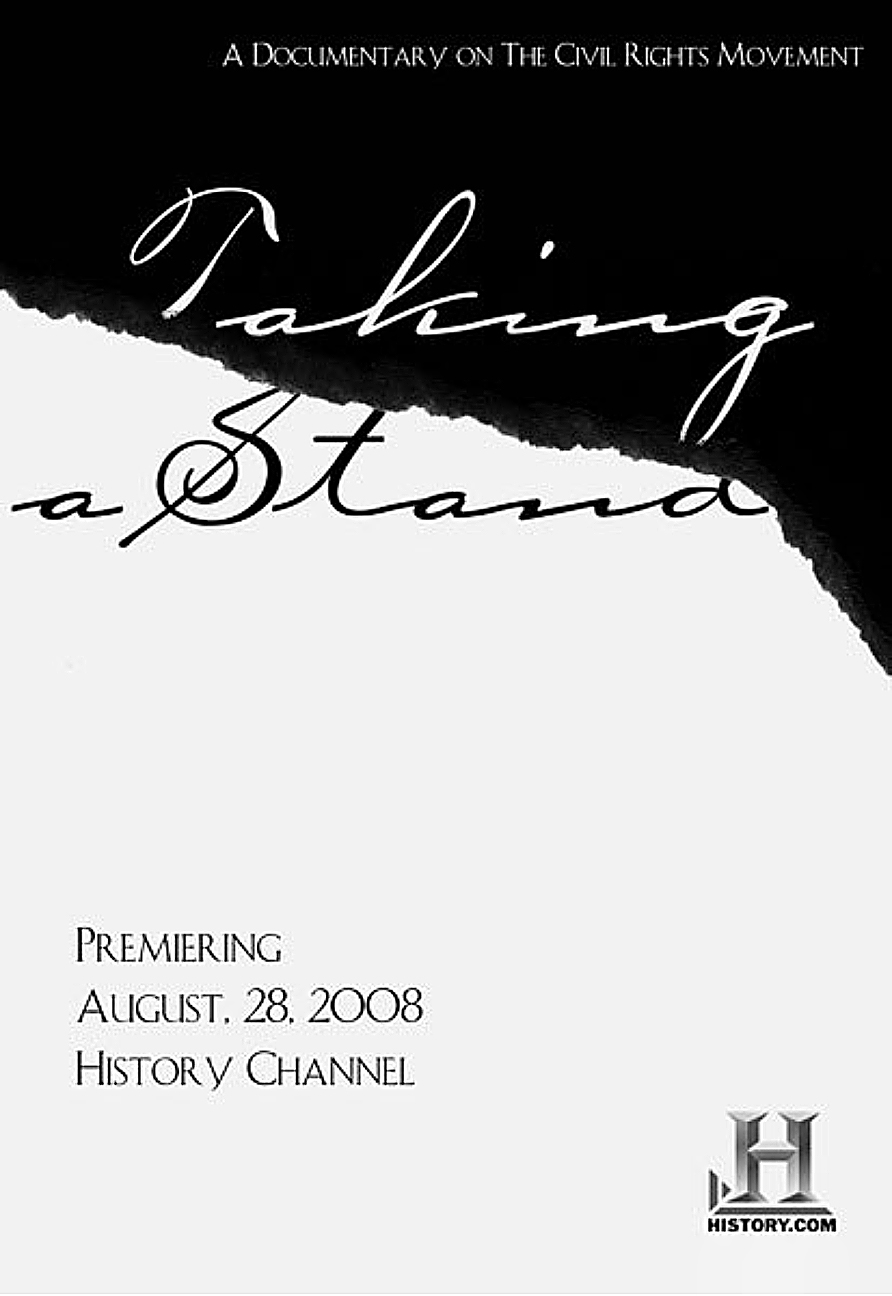 A Documentary on The Civil Rights Movement
Taking
a Stand
Premiering
August, 28, 2008
History Channel
H
HISTORY.COM